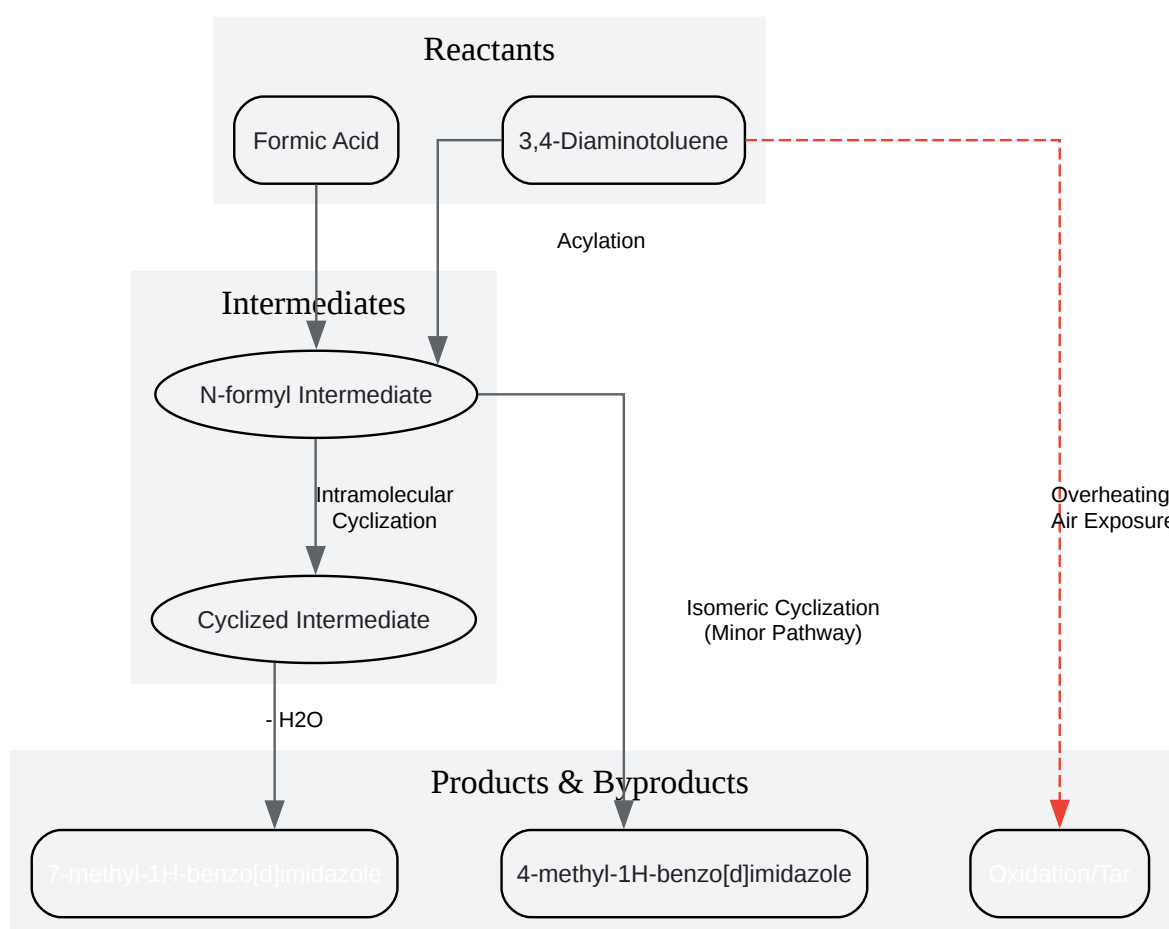 Reactants
Formic Acid
3,4-Diaminotoluene
Acylation
Intermediates
N-formyl Intermediate
Intramolecular
Cyclization
Overheating
Air Exposure
Cyclized Intermediate
Isomeric Cyclization
(Minor Pathway)
- H2O
Products & Byproducts
7-methyl-1H-benzo[d]imidazole
4-methyl-1H-benzo[d]imidazole
Oxidation/Tar